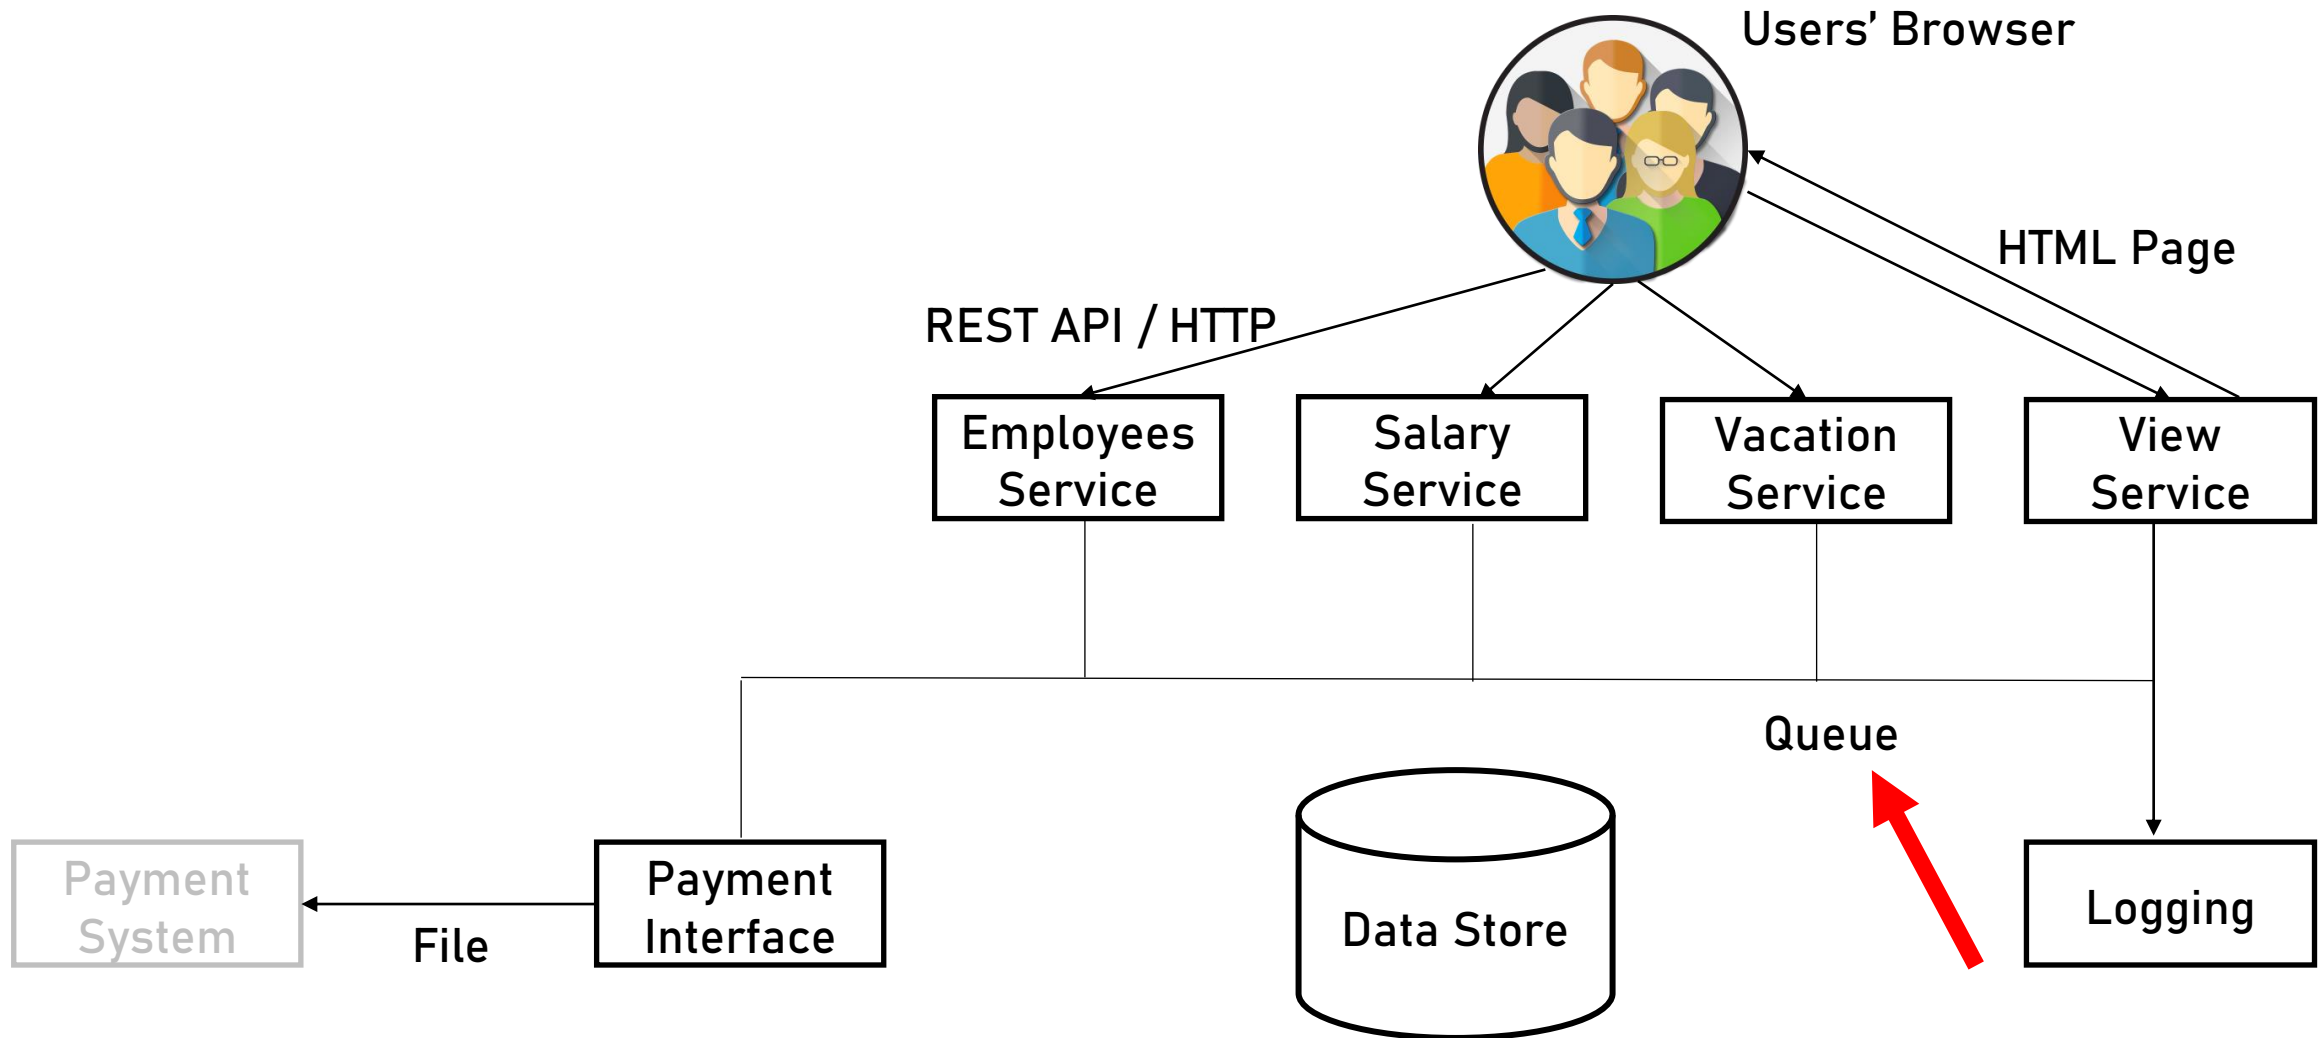 Users’ Browser
HTML Page
REST API / HTTP
Employees
Service
Salary
Service
Vacation
Service
View
Service
Queue
Payment
System
File
Payment
Interface
Data Store
Logging